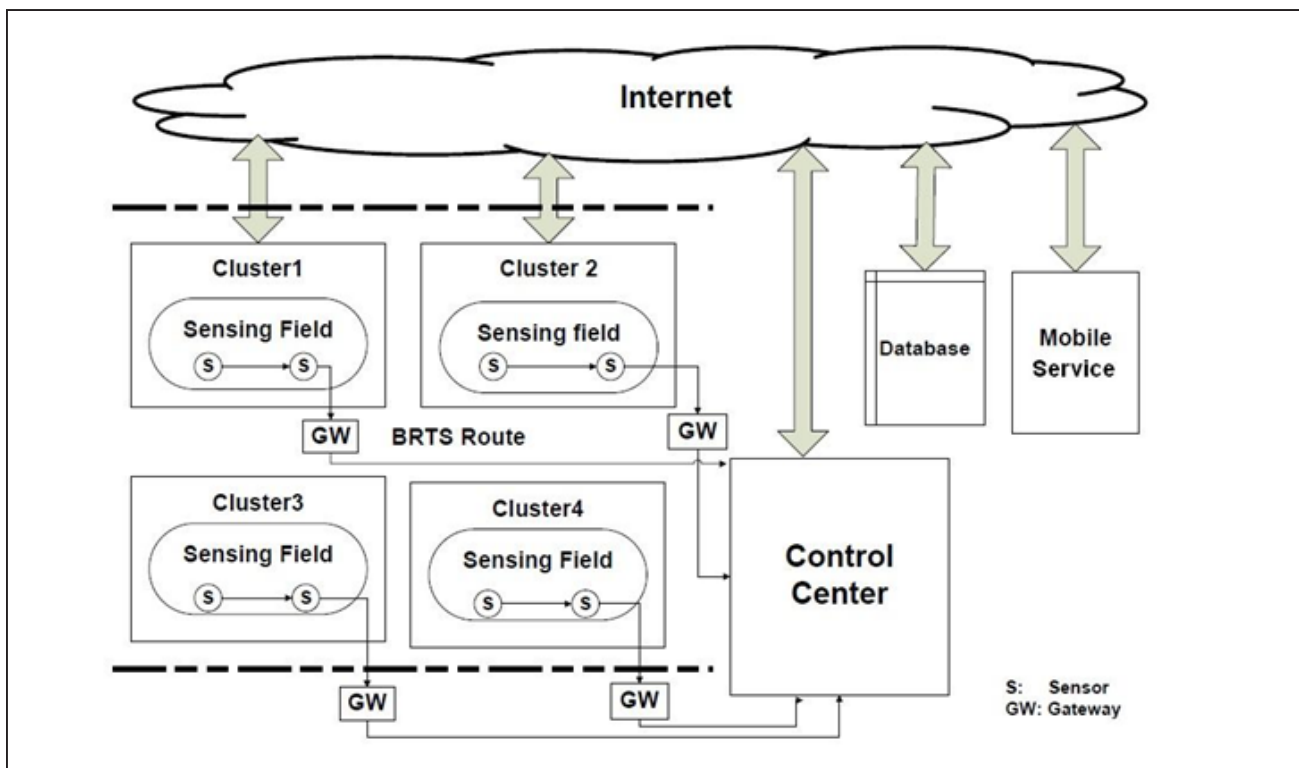 Internet
Cluster1
Sensing Field
S
S
GW
Cluster 2
Sensing field
S
S
GW
BRTS Route
Cluster3
Sensing Field
S
S
GW
Cluster4
Sensing Field
S
S
GW
Control
Center
Database
Mobile
Service
S: Sensor
GW: Gateway